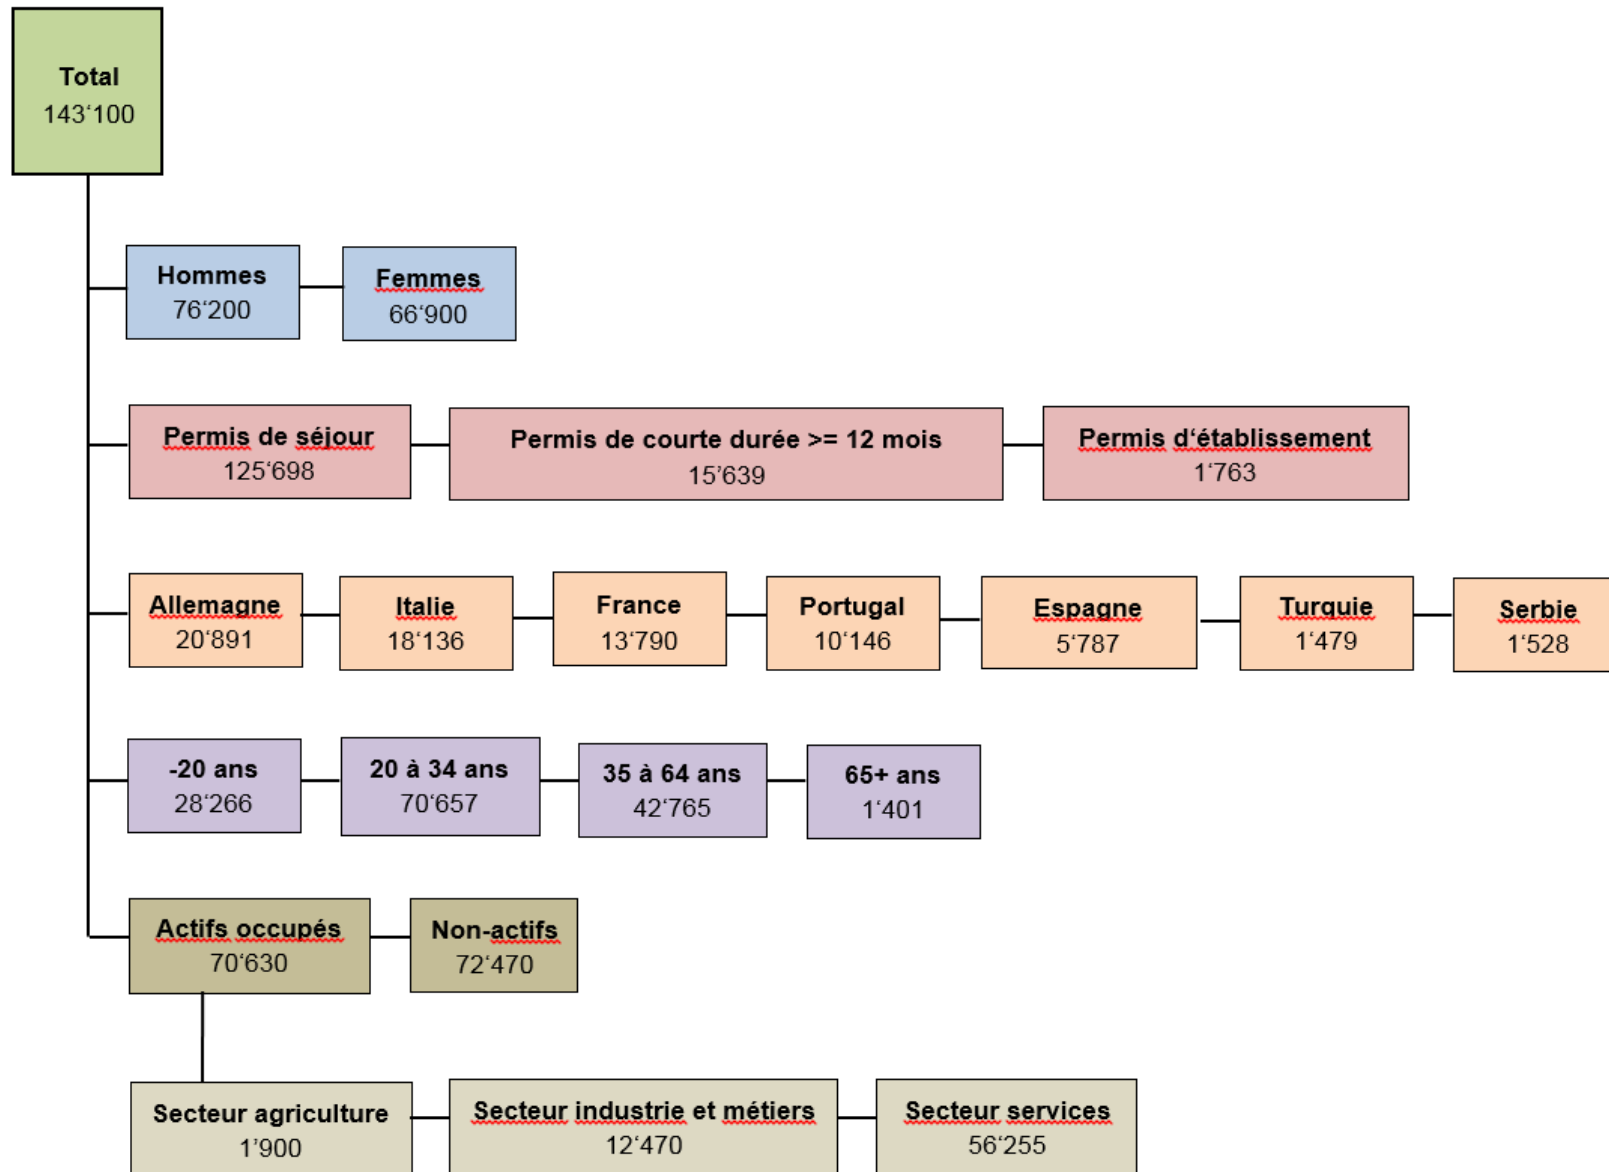 Total
143‘100
Hommes
76‘200
Femmes
66‘900
Permis de séjour
125‘698
Permis de courte durée >= 12 mois
15’639
Permis d‘établissement
1‘763
Allemagne
20‘891
Italie
18‘136
France
13‘790
Portugal
10‘146
Espagne
5‘787
Turquie
1‘479
Serbie
1‘528
-20 ans
28‘266
20 à 34 ans
70‘657
35 à 64 ans
42‘765
65+ ans
1‘401
Actifs occupés
70‘630
Non-actifs
72‘470
Secteur agriculture
1’900
Secteur industrie et métiers
12‘470
Secteur services
56‘255